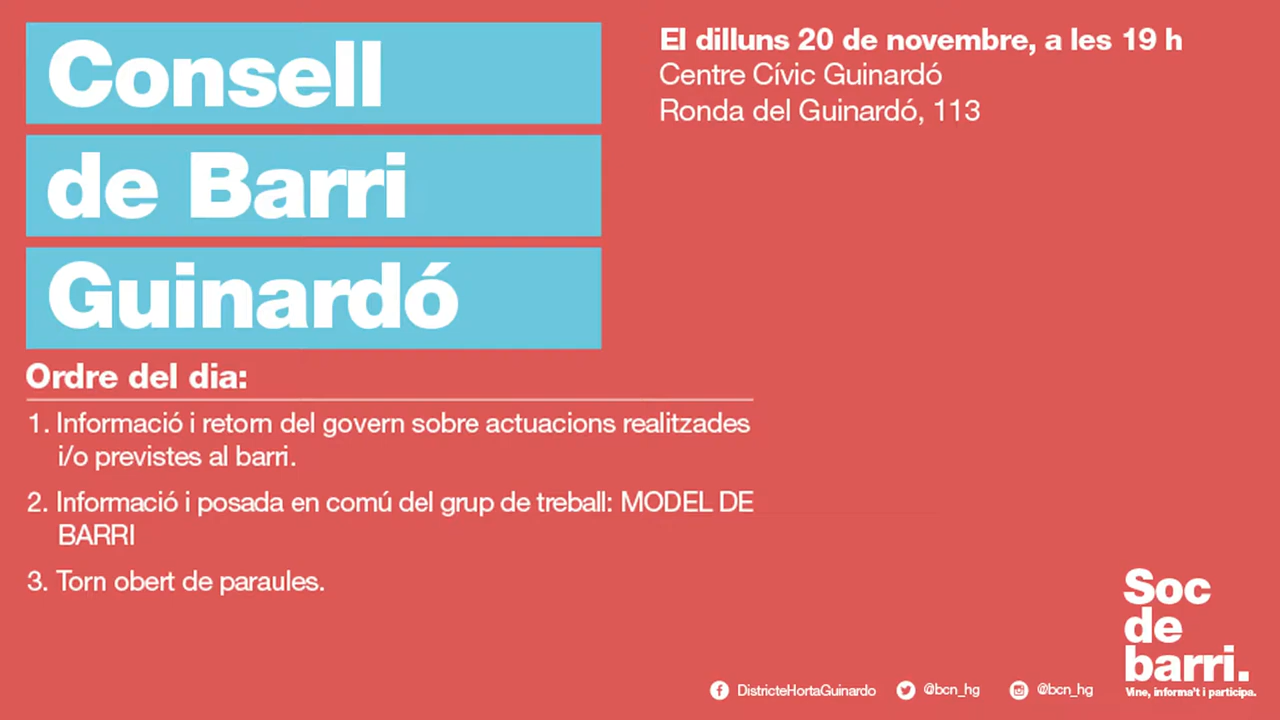 Consell
de Barri
Guinardó
El dilluns 20 de novembre, a les 19 h
Centre Cívic Guinardó
Ronda del Guinardó, 113
Ordre del dia:
1. Informació i retorn del govern sobre actuacions realitzades
i/o previstes al barri.
2. Informació i posada en comú del grup de treball: MODEL DE
BARRI
3. Torn obert de paraules.
Soc
de
barri.
Vine, informa't i participa.
DistricteHortaGuinardo
@bcn_hg
@bcn_hg